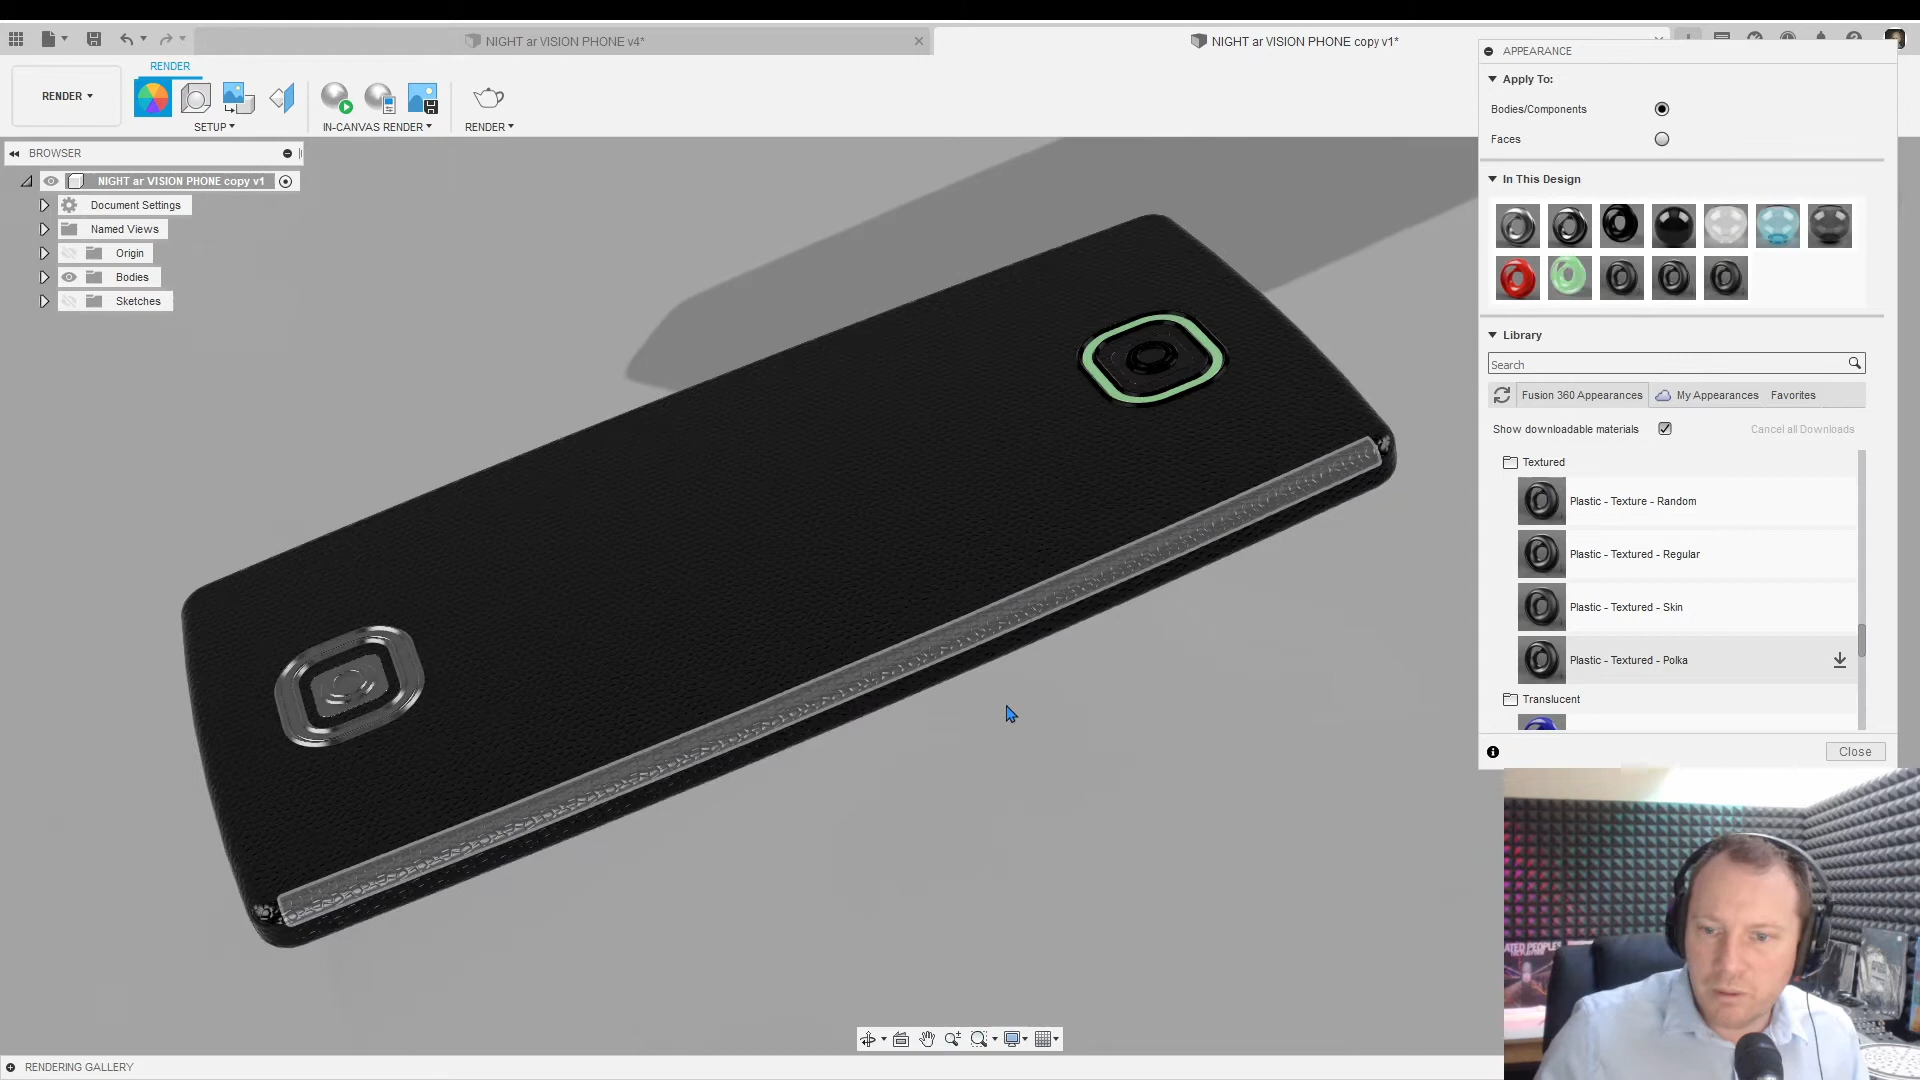 NIGHT ar VISION PHONE v4*
NIGHT ar VISION PHONE copy v1*
RENDER
RENDER
SETUP
IN-CANVAS RENDER
RENDER
BROWSER
NIGHT ar VISION PHONE copy v1
Document Settings
Named Views
Origin
Bodies
Sketches
APPEARANCE
Apply To:
Bodies/Components
Faces
In This Design
Library
Search
Fusion 360 Appearances
My Appearances
Favorites
Show downloadable materials
Cancel all Downloads
Textured
Plastic - Texture - Random
Plastic - Textured - Regular
Plastic - Textured - Skin
Plastic - Textured - Polka
Translucent
Close
RENDERING GALLERY